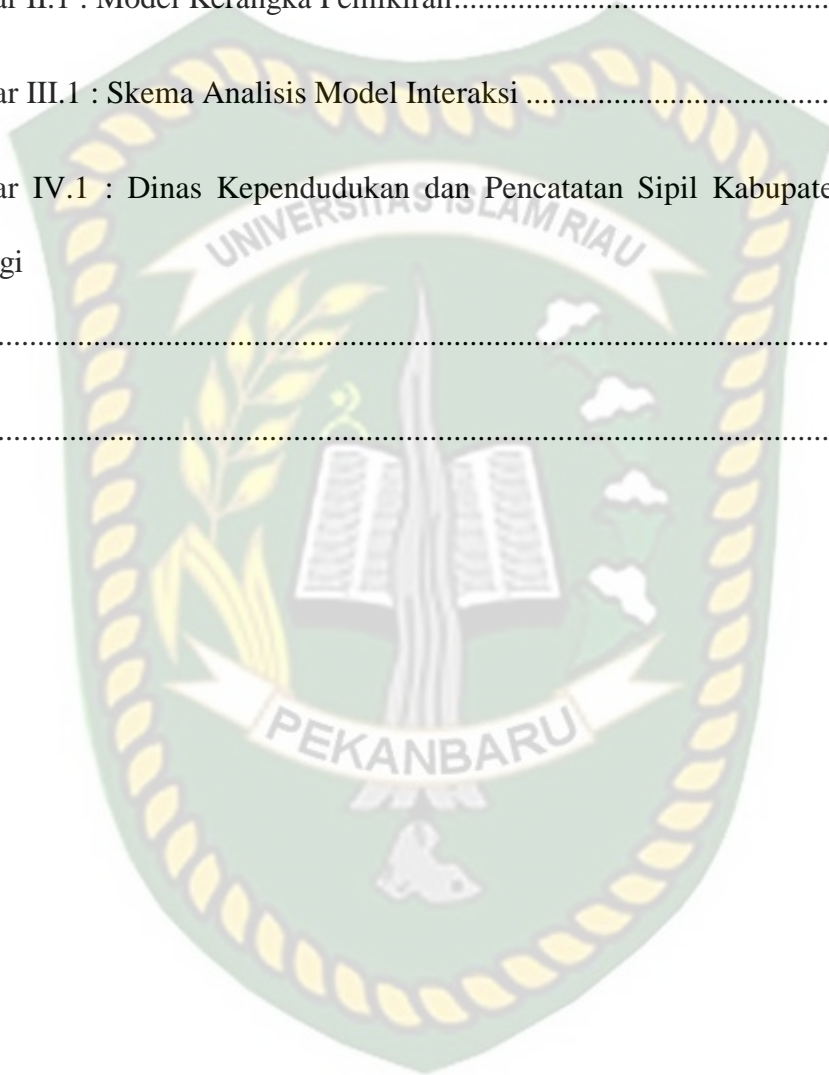 ar II.1 : Model Kerangka Pemikiran.......................................................
ar III.1 : Skema Analisis Model Interaksi .............................................
ar IV.1 : Dinas Kependudukan dan Pencatatan Sipil Kabupate
gi
....................................................................................................
....................................................................................................
UNIVERSITAS ISLAM RIAU
PEKANBARU